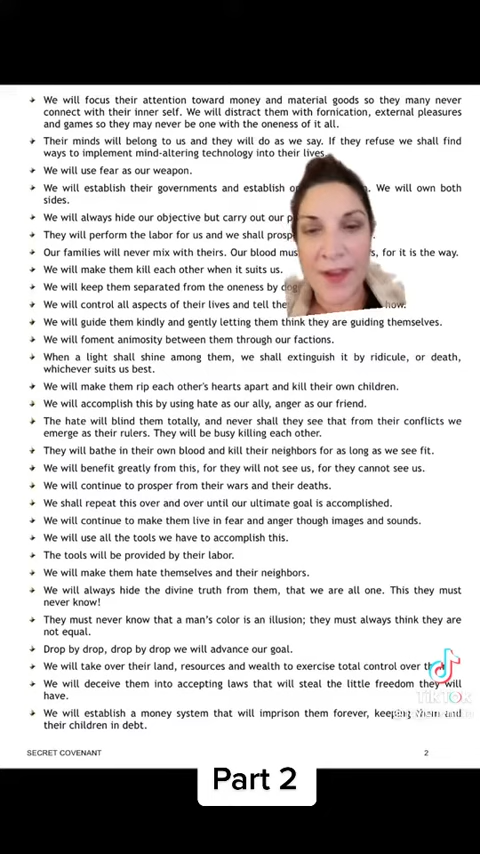 We will focus their attention toward money and material goods so they many never
connect with their inner self. We will distract them with fornication, external pleasures
and games so they may never be one with the oneness of it all.
Their minds will belong to us and they will do as we say. If they refuse we shall find
ways to implement mind-altering technology into their lives.
We will use fear as our weapon.
We will establish their governments and establish We will own both
sides.
We will always hide our objective but carry out our
They will perform the labor for us and we shall
Our families will never mix with theirs. Our blood for it is the way.
We will make them kill each other when it suits us.
We will keep them separated from the oneness by
We will control all aspects of their lives and tell how.
We will guide them kindly and gently letting them think they are guiding themselves.
We will foment animosity between them through our factions.
When a light shall shine among them, we shall extinguish it by ridicule, or death,
whichever suits us best.
We will make them rip each other's hearts apart and kill their own children.
We will accomplish this by using hate as our ally, anger as our friend.
The hate will blind them totally, and never shall they see that from their conflicts we
emerge as their rulers. They will be busy killing each other.
They will bathe in their own blood and kill their neighbors for as long as we see fit.
We will benefit greatly from this, for they will not see us, for they cannot see us.
We will continue to prosper from their wars and their deaths.
We shall repeat this over and over until our ultimate goal is accomplished.
We will continue to make them live in fear and anger though images and sounds.
We will use all the tools we have to accomplish this.
The tools will be provided by their labor.
We will make them hate themselves and their neighbors.
We will always hide the divine truth from them, that we are all one. This they must
never know!
They must never know that a man's color is an illusion; they must always think they are
not equal.
Drop by drop, drop by drop we will advance our goal.
We will take over their land, resources and wealth to exercise total control over
We will deceive them into accepting laws that will steal the little freedom they will
have.
We will establish a money system that will imprison them forever, keeping them and
their children in debt.
TikTok
SECRET COVENANT 2
Part 2